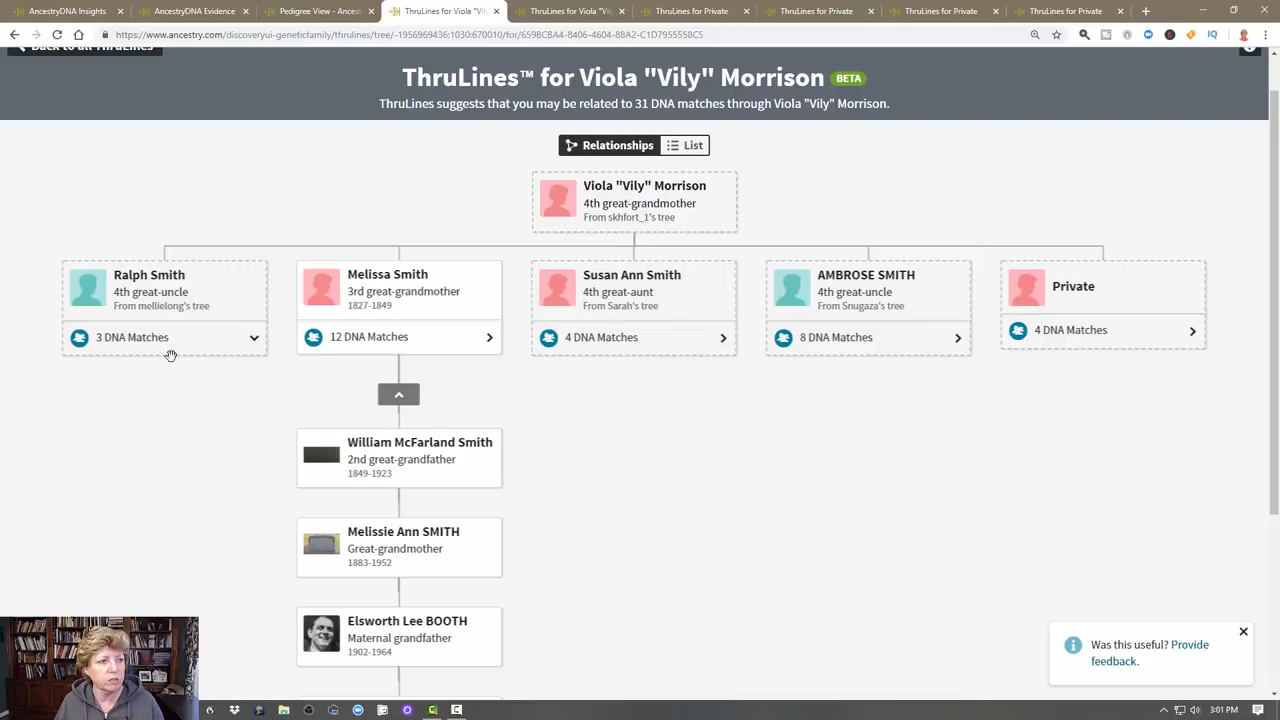 AncestryDNA Insights
AncestryDNA Evidence
Pedigree View - Ancest
ThruLines for Viola "Vily
ThruLines for Viola "Vi
ThruLines for Private
ThruLines for Private
ThruLines for Private
ThruLines for Private
https://www.ancestry.com/discoveryui-geneticfamily/thrulines/tree/-1956969436:1030:670010/for/659BCBA4-8406-4604-88A2-C1D7955558C5
Back to all ThruLines
ThruLines™ for Viola "Vily" Morrison BETA
ThruLines suggests that you may be related to 31 DNA matches through Viola "Vily" Morrison.
Relationships List
Viola "Vily" Morrison
4th great-grandmother
From skhfort_1's tree
Ralph Smith
4th great-uncle
From mellielong's tree
3 DNA Matches
Melissa Smith
3rd great-grandmother
1827-1849
12 DNA Matches
Susan Ann Smith
4th great-aunt
From Sarah's tree
4 DNA Matches
AMBROSE SMITH
4th great-uncle
From Snugaza's tree
8 DNA Matches
Private
4 DNA Matches
William McFarland Smith
2nd great-grandfather
1849-1923
Melissie Ann SMITH
Great-grandmother
1883-1952
Elsworth Lee BOOTH
Maternal grandfather
1902-1964
Was this useful? Provide
feedback.
3:01 PM